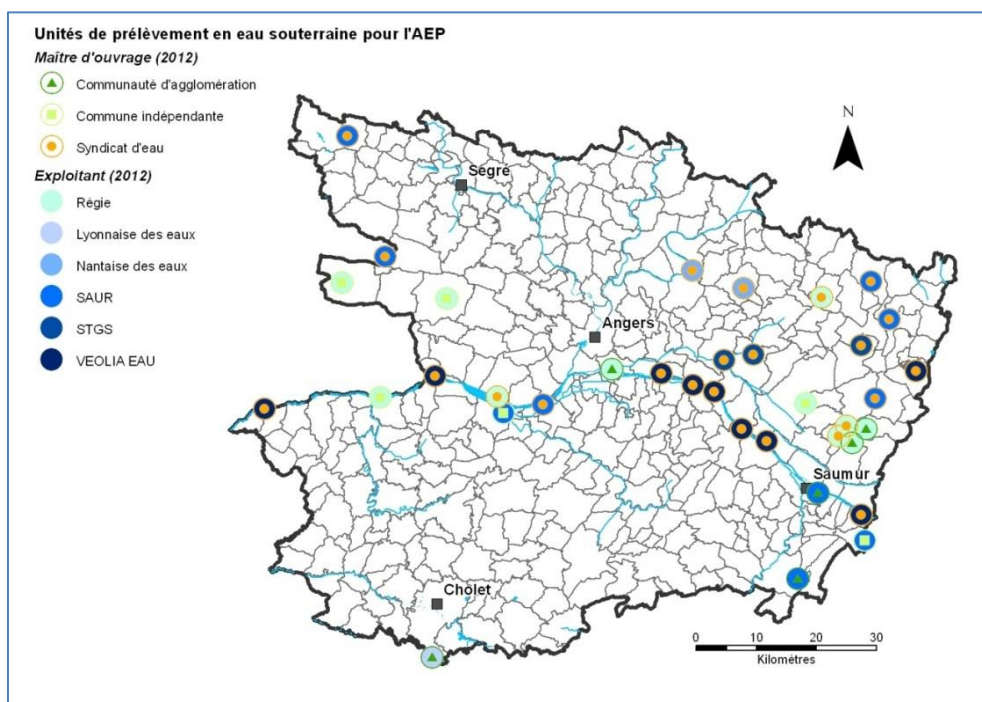 Unités de prélèvement en eau souterraine pour l'AEP
Maître d'ouvrage (2012)
Communauté d'agglomération
Commune indépendante
Syndicat d'eau
Exploitant (2012)
Régie
Lyonnaise des eaux
Nantaise des eaux
SAUR
STGS
VEOLIA EAU
N
Segré
Angers
Saumur
Cholet
0 10 20 30
Kilomètres